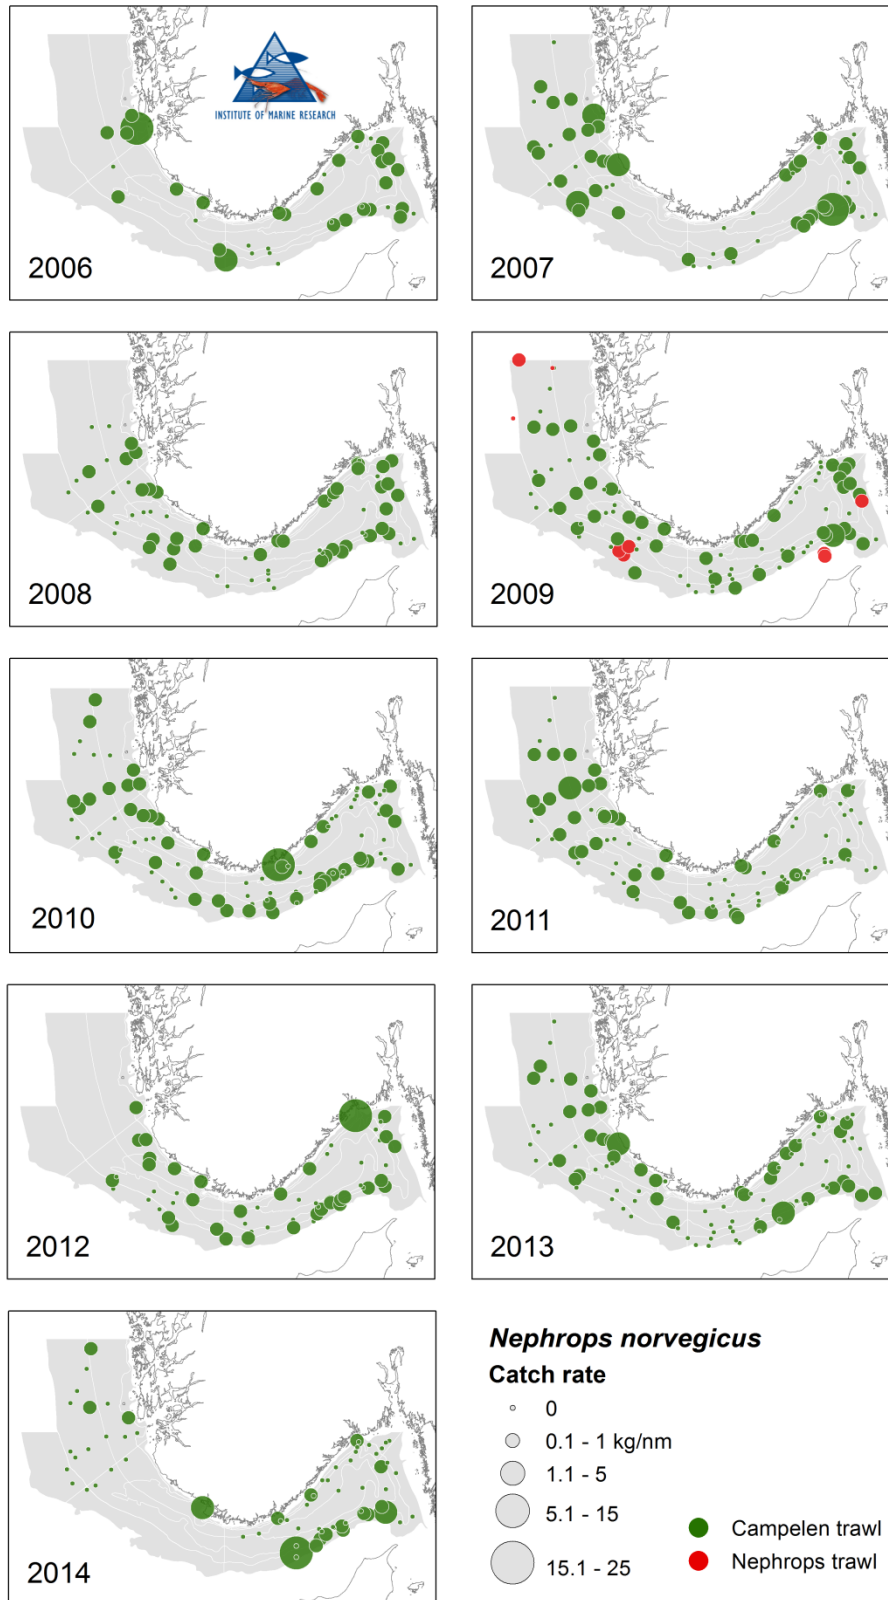 INSTITUTE OF MARINE RESEARCH
2006
2007
2008
2009
2010
2011
2012
2013
2014
Nephrops norvegicus
Catch rate
0
0.1 - 1 kg/nm
1.1 - 5
5.1 - 15
15.1 - 25
Campelen trawl
Nephrops trawl